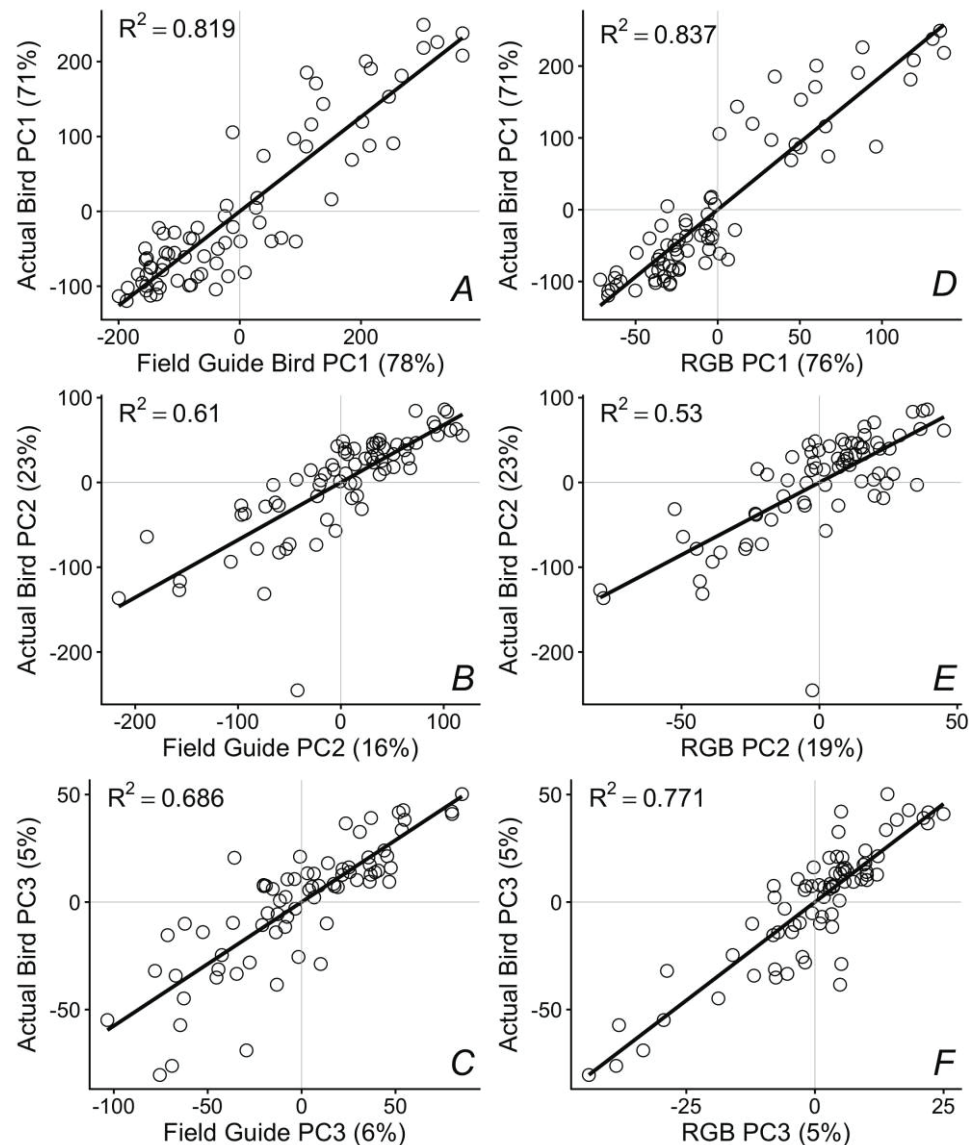 R² = 0.819
200
100
0
-100
Actual Bird PC1 (71%)
A
-200
0
200
Field Guide Bird PC1 (78%)
R² = 0.837
200
100
0
-100
Actual Bird PC1 (71%)
D
-50
0
50
100
RGB PC1 (76%)
R² = 0.61
100
0
-100
-200
Actual Bird PC2 (23%)
B
-200
-100
0
100
Field Guide PC2 (16%)
R² = 0.53
100
0
-100
-200
Actual Bird PC2 (23%)
E
-50
0
50
RGB PC2 (19%)
R² = 0.686
50
0
-50
Actual Bird PC3 (5%)
C
-100
-50
0
50
Field Guide PC3 (6%)
R² = 0.771
50
0
-50
Actual Bird PC3 (5%)
F
-25
0
25
RGB PC3 (5%)